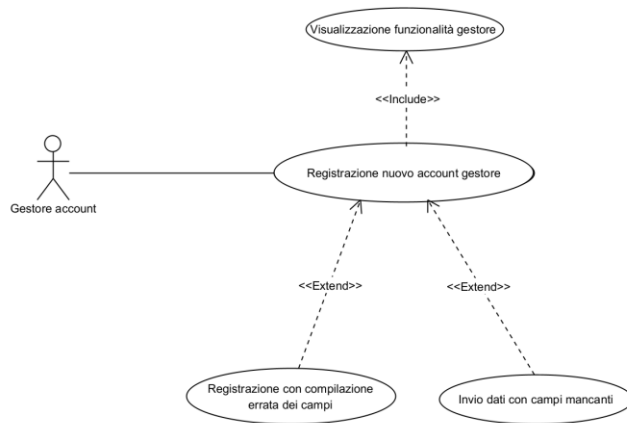 Visualizzazione funzionalità gestore
<<Include>>
Registrazione nuovo account gestore
Gestore account
<<Extend>>
<<Extend>>
Registrazione con compilazione
errata dei campi
Invio dati con campi mancanti